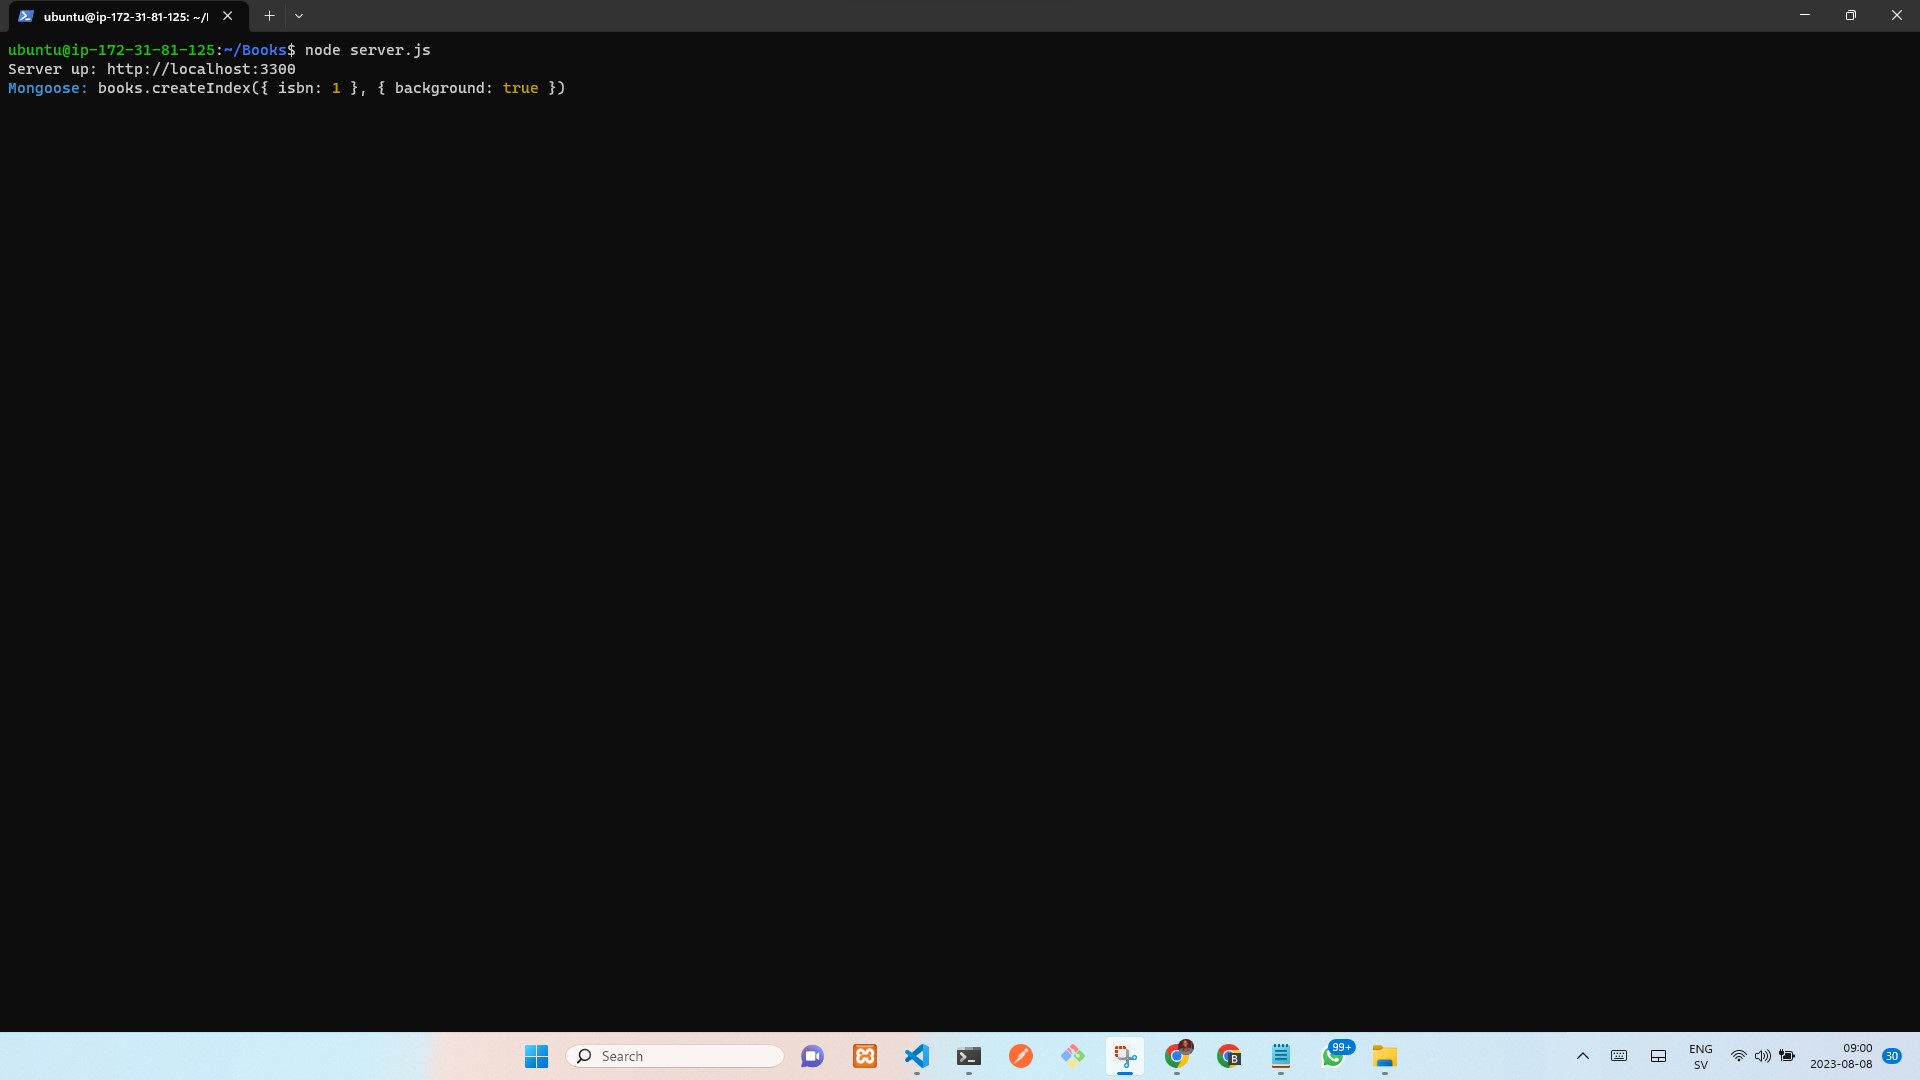 ubuntu@ip-172-31-81-125: ~/I
ubuntu@ip-172-31-81-125:~/Books$ node server.js
Server up: http://localhost:3300
Mongoose: books.createIndex({ isbn: 1 }, { background: true })
Search
B
99+
ENG
SV
09:00
2023-08-08
30